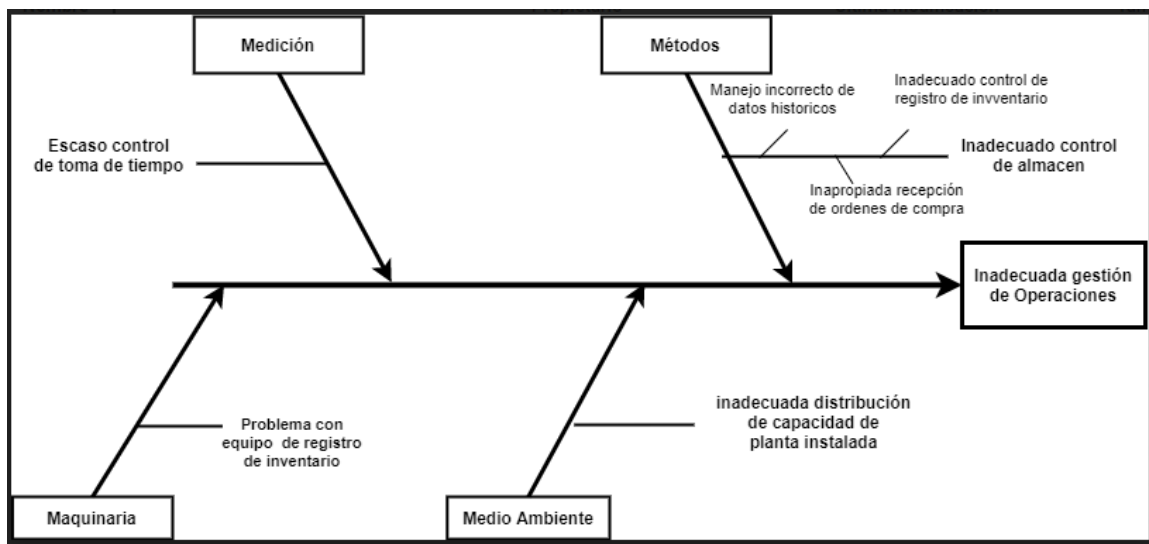 Medición
Métodos
Manejo incorrecto de
datos historicos
Inadecuado control de
registro de invventario
Escaso control
de toma de tiempo
Inadecuado control
de almacen
Inapropiada recepción
de ordenes de compra
Inadecuada gestión
de Operaciones
Problema con
equipo de registro
de inventario
inadecuada distribución
de capacidad de
planta instalada
Maquinaria
Medio Ambiente